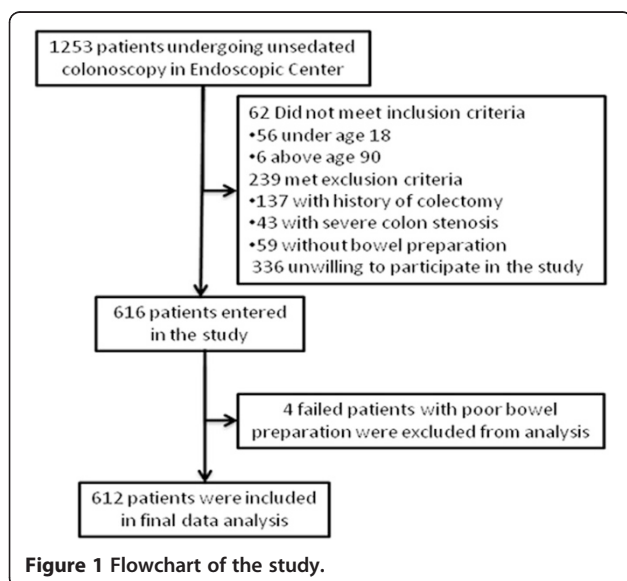 1253 patients undergoing unsedated
colonoscopy in Endoscopic Center
62 Did not meet inclusion criteria
•56 under age 18
•6 above age 90
239 met exclusion criteria
•137 with history of colectomy
•43 with severe colon stenosis
•59 without bowel preparation
336 unwilling to participate in the study
616 patients entered
in the study
4 failed patients with poor bowel
preparation were excluded from analysis
612 patients were included
in final data analysis
Figure 1 Flowchart of the study.